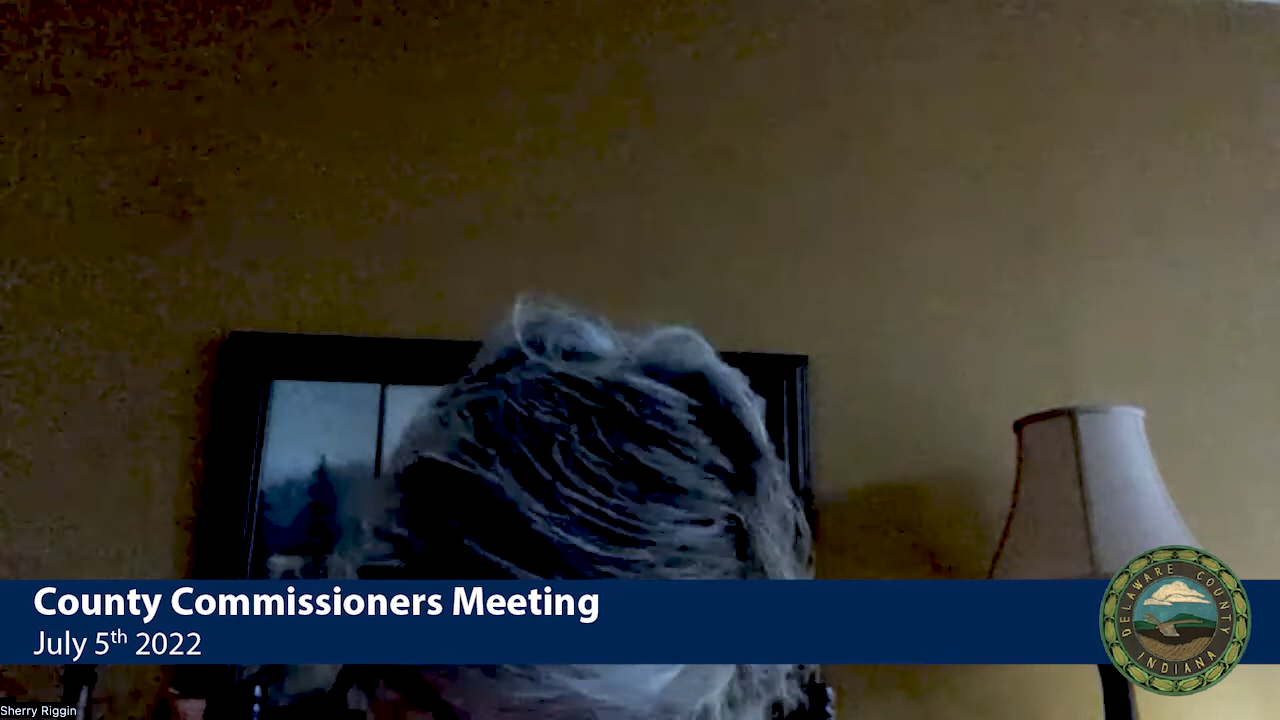 County Commissioners Meeting
July 5th 2022
DELAWARE COUNTY
INDIANA
Sherry Riggin